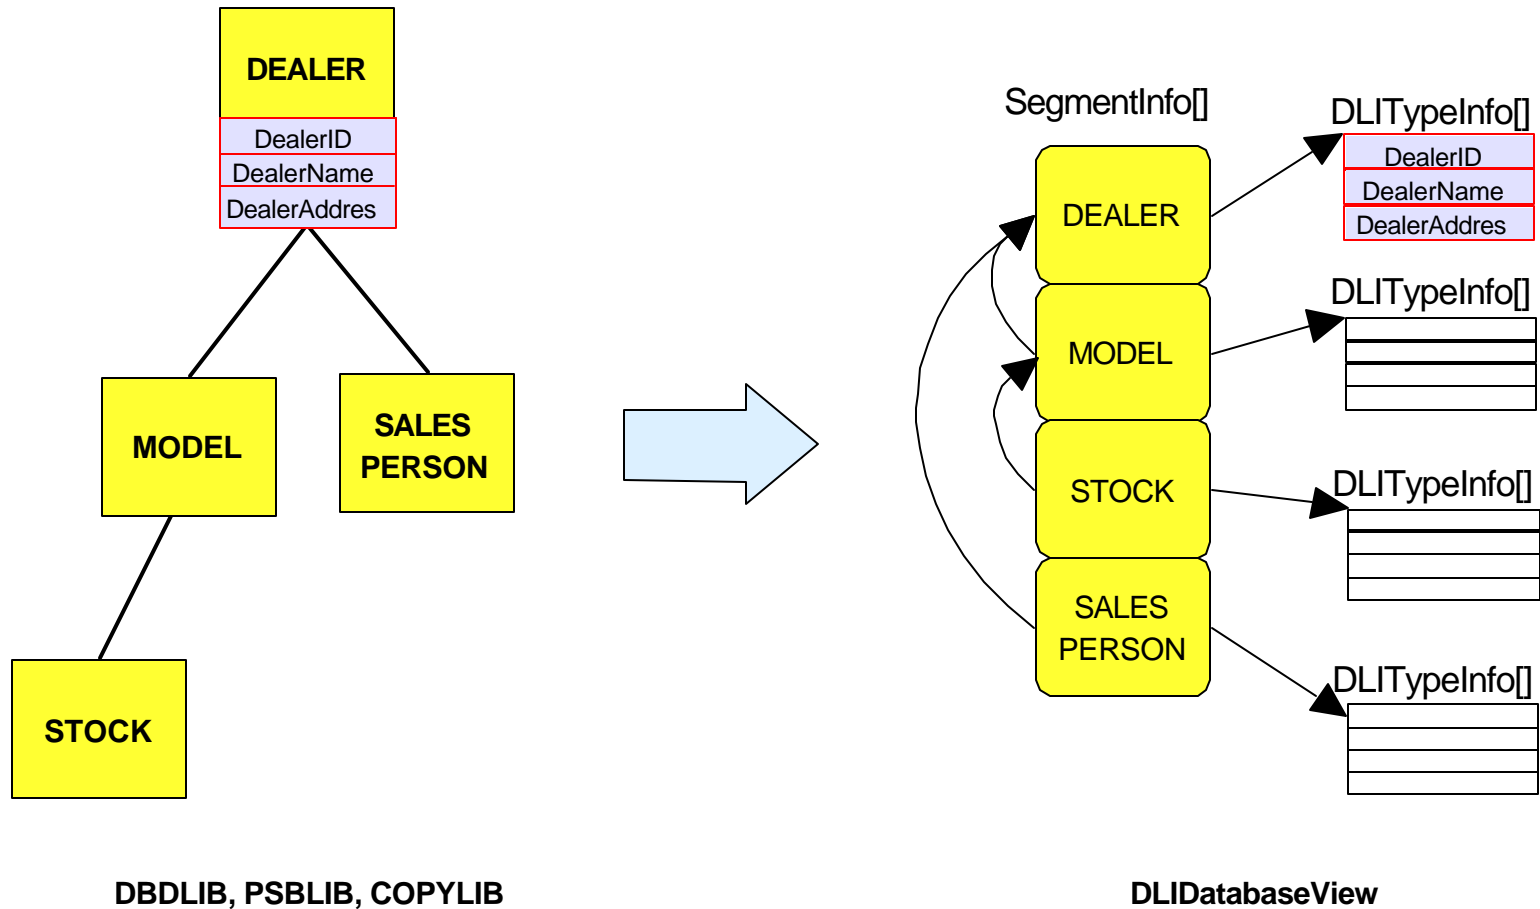 DEALER
DealerID
DealerName
DealerAddres
MODEL
SALES
PERSON
STOCK
DBDLIB, PSBLIB, COPYLIB
SegmentInfo[]
DEALER
MODEL
STOCK
SALES
PERSON
DLITypeInfo[]
DealerID
DealerName
DealerAddres
DLITypeInfo[]
DLITypeInfo[]
DLITypeInfo[]
DLIDatabaseView